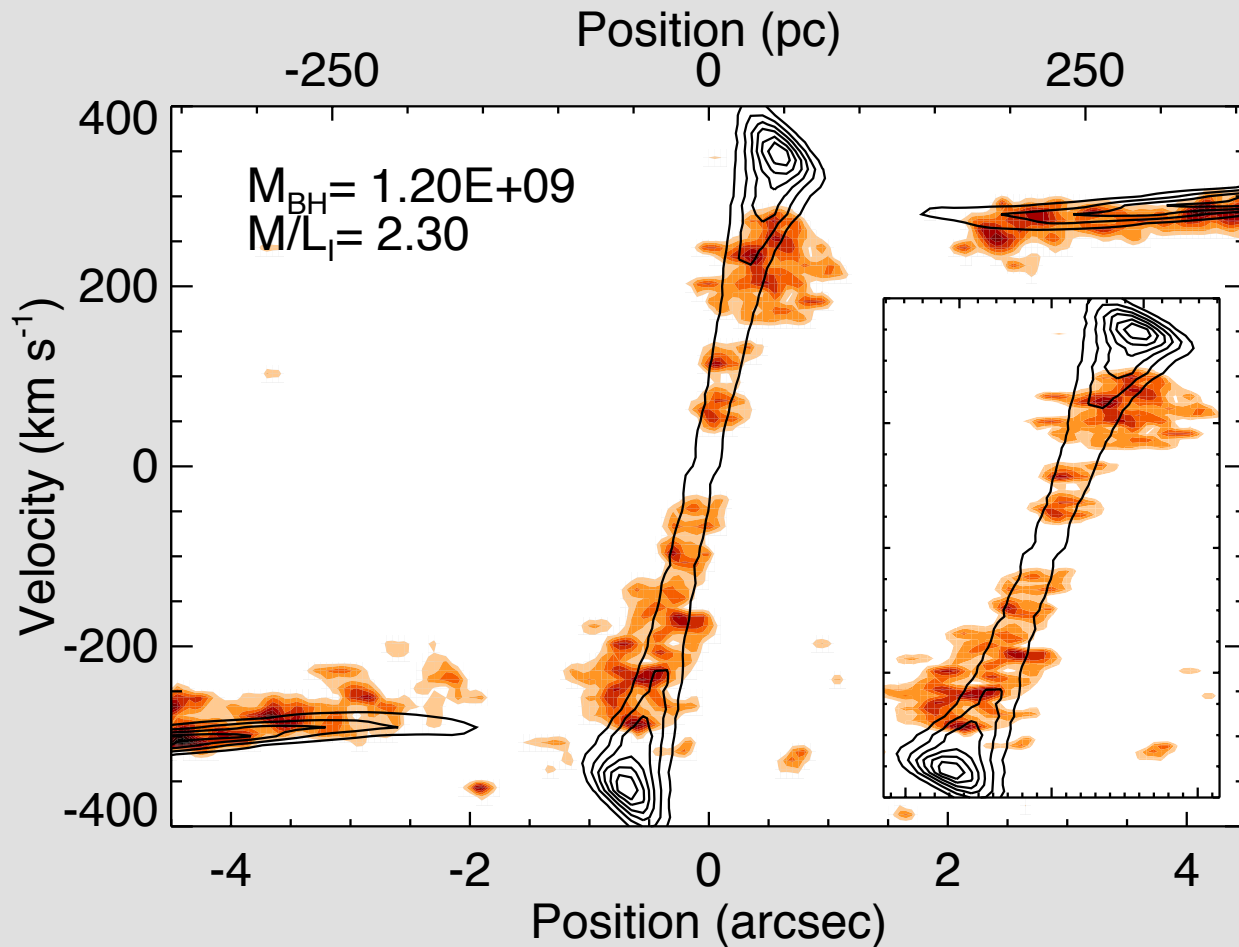 Position (pc)
-250 0 250
400
200
0
-200
-400
Velocity (km s⁻¹)
M_BH= 1.20E+09
M/L_I= 2.30
-4 -2 0 2 4
Position (arcsec)